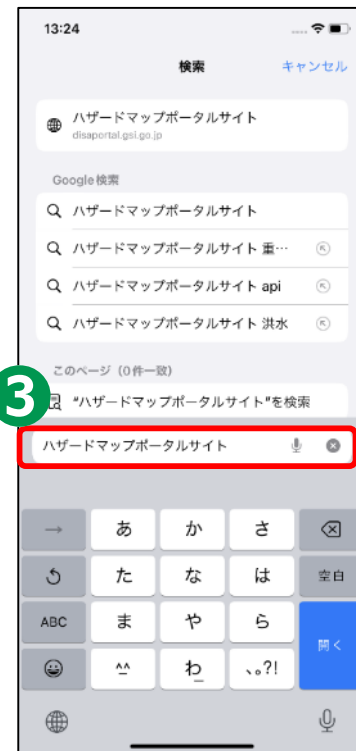 13:24
検索
キャンセル
ハザードマップポータルサイト
disaportal.gsi.go.jp
Google 検索
ハザードマップポータルサイト
ハザードマップポータルサイト 重…
ハザードマップポータルサイト api
ハザードマップポータルサイト 洪水
このページ（0件一致）
3
"ハザードマップポータルサイト"を検索
ハザードマップポータルサイト
→ あ か さ
た な は 空白
ABC ま や ら 開く
^^ わ_ 、。?!